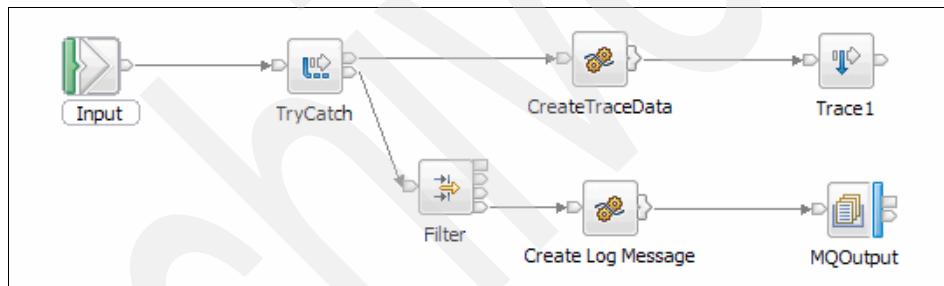 Input
TryCatch
CreateTraceData
Trace1
Filter
Create Log Message
MQOutput